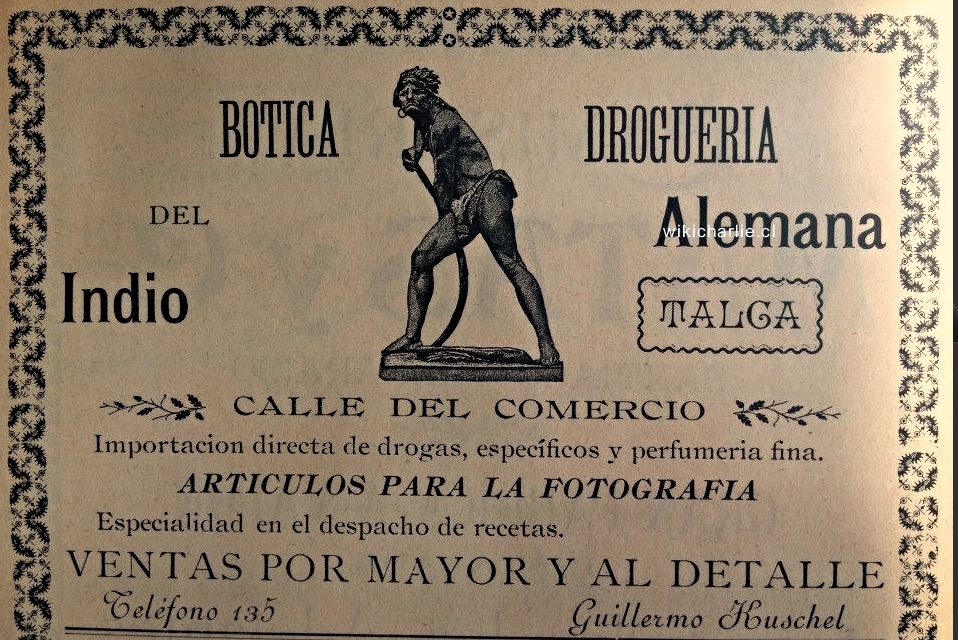 BOTICA
DEL
Indio
DROGUERIA
Alemana
wikicharlie.cl
TALCA
CALLE DEL COMERCIO
Importacion directa de drogas, específicos y perfumeria fina.
ARTICULOS PARA LA FOTOGRAFIA
Especialidad en el despacho de recetas.
VENTAS POR MAYOR Y AL DETALLE
Teléfono 135
Guillermo Kuschel